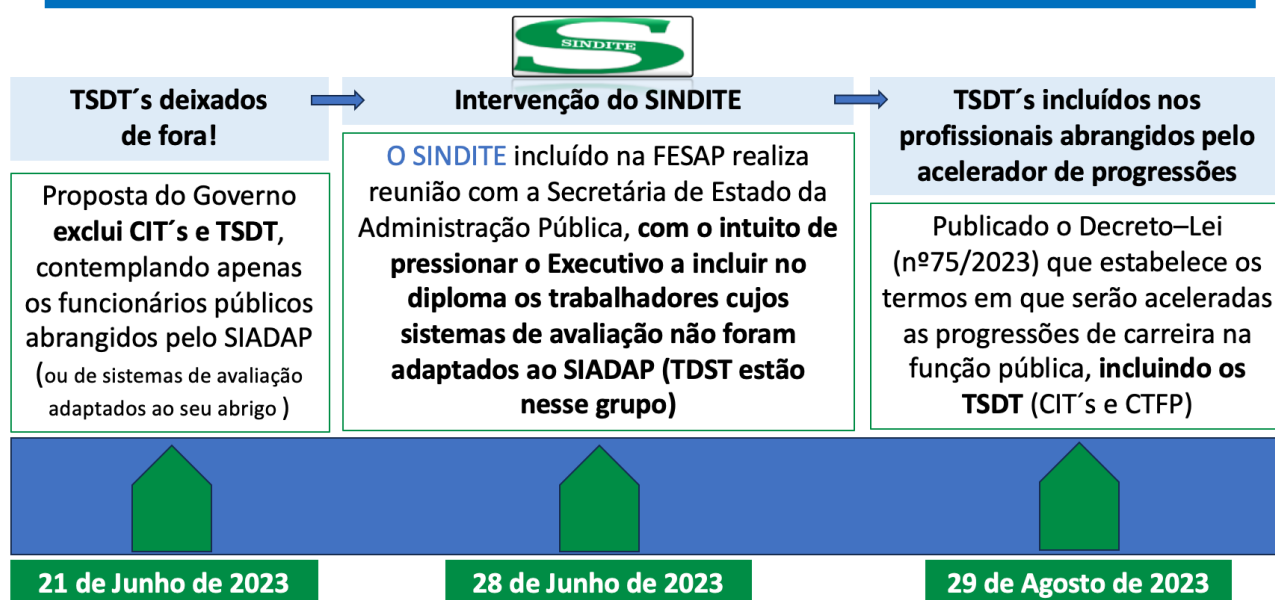 SINDITE
TSDT´s deixados
de fora!
Proposta do Governo
exclui CIT´s e TSDT,
contemplando apenas
os funcionários públicos
abrangidos pelo SIADAP
(ou de sistemas de avaliação
adaptados ao seu abrigo )
Intervenção do SINDITE
O SINDITE incluído na FESAP realiza
reunião com a Secretária de Estado da
Administração Pública, com o intuito de
pressionar o Executivo a incluir no
diploma os trabalhadores cujos
sistemas de avaliação não foram
adaptados ao SIADAP (TDST estão
nesse grupo)
TSDT´s incluídos nos
profissionais abrangidos pelo
acelerador de progressões
Publicado o Decreto–Lei
(nº75/2023) que estabelece os
termos em que serão aceleradas
as progressões de carreira na
função pública, incluindo os
TSDT (CIT´s e CTFP)
21 de Junho de 2023
28 de Junho de 2023
29 de Agosto de 2023